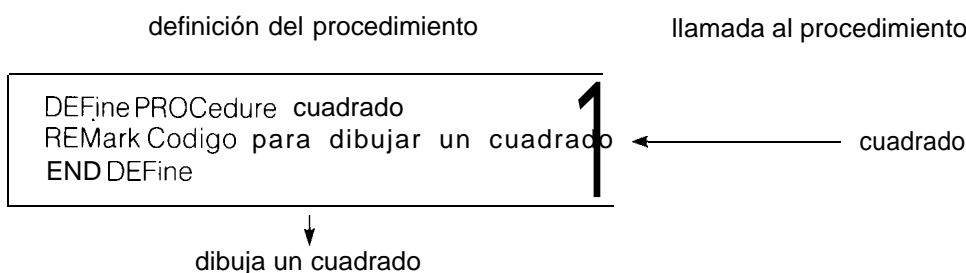 definición del procedimiento
llamada al procedimiento
DEFine PROCedure cuadrado
REMark Codigo para dibujar un cuadrado
cuadrado
END DEFine
dibuja un cuadrado